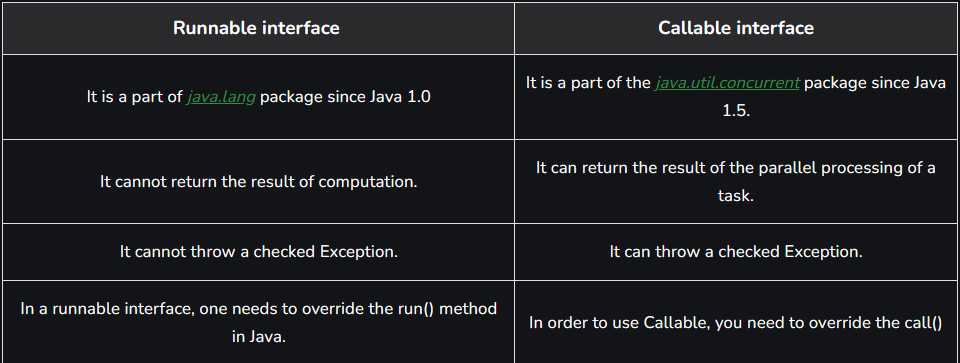 Runnable interface
Callable interface
It is a part of java.lang package since Java 1.0
It is a part of the java.util.concurrent package since Java
1.5.
It cannot return the result of computation.
It can return the result of the parallel processing of a
task.
It cannot throw a checked Exception.
It can throw a checked Exception.
In a runnable interface, one needs to override the run() method
in Java.
In order to use Callable, you need to override the call()